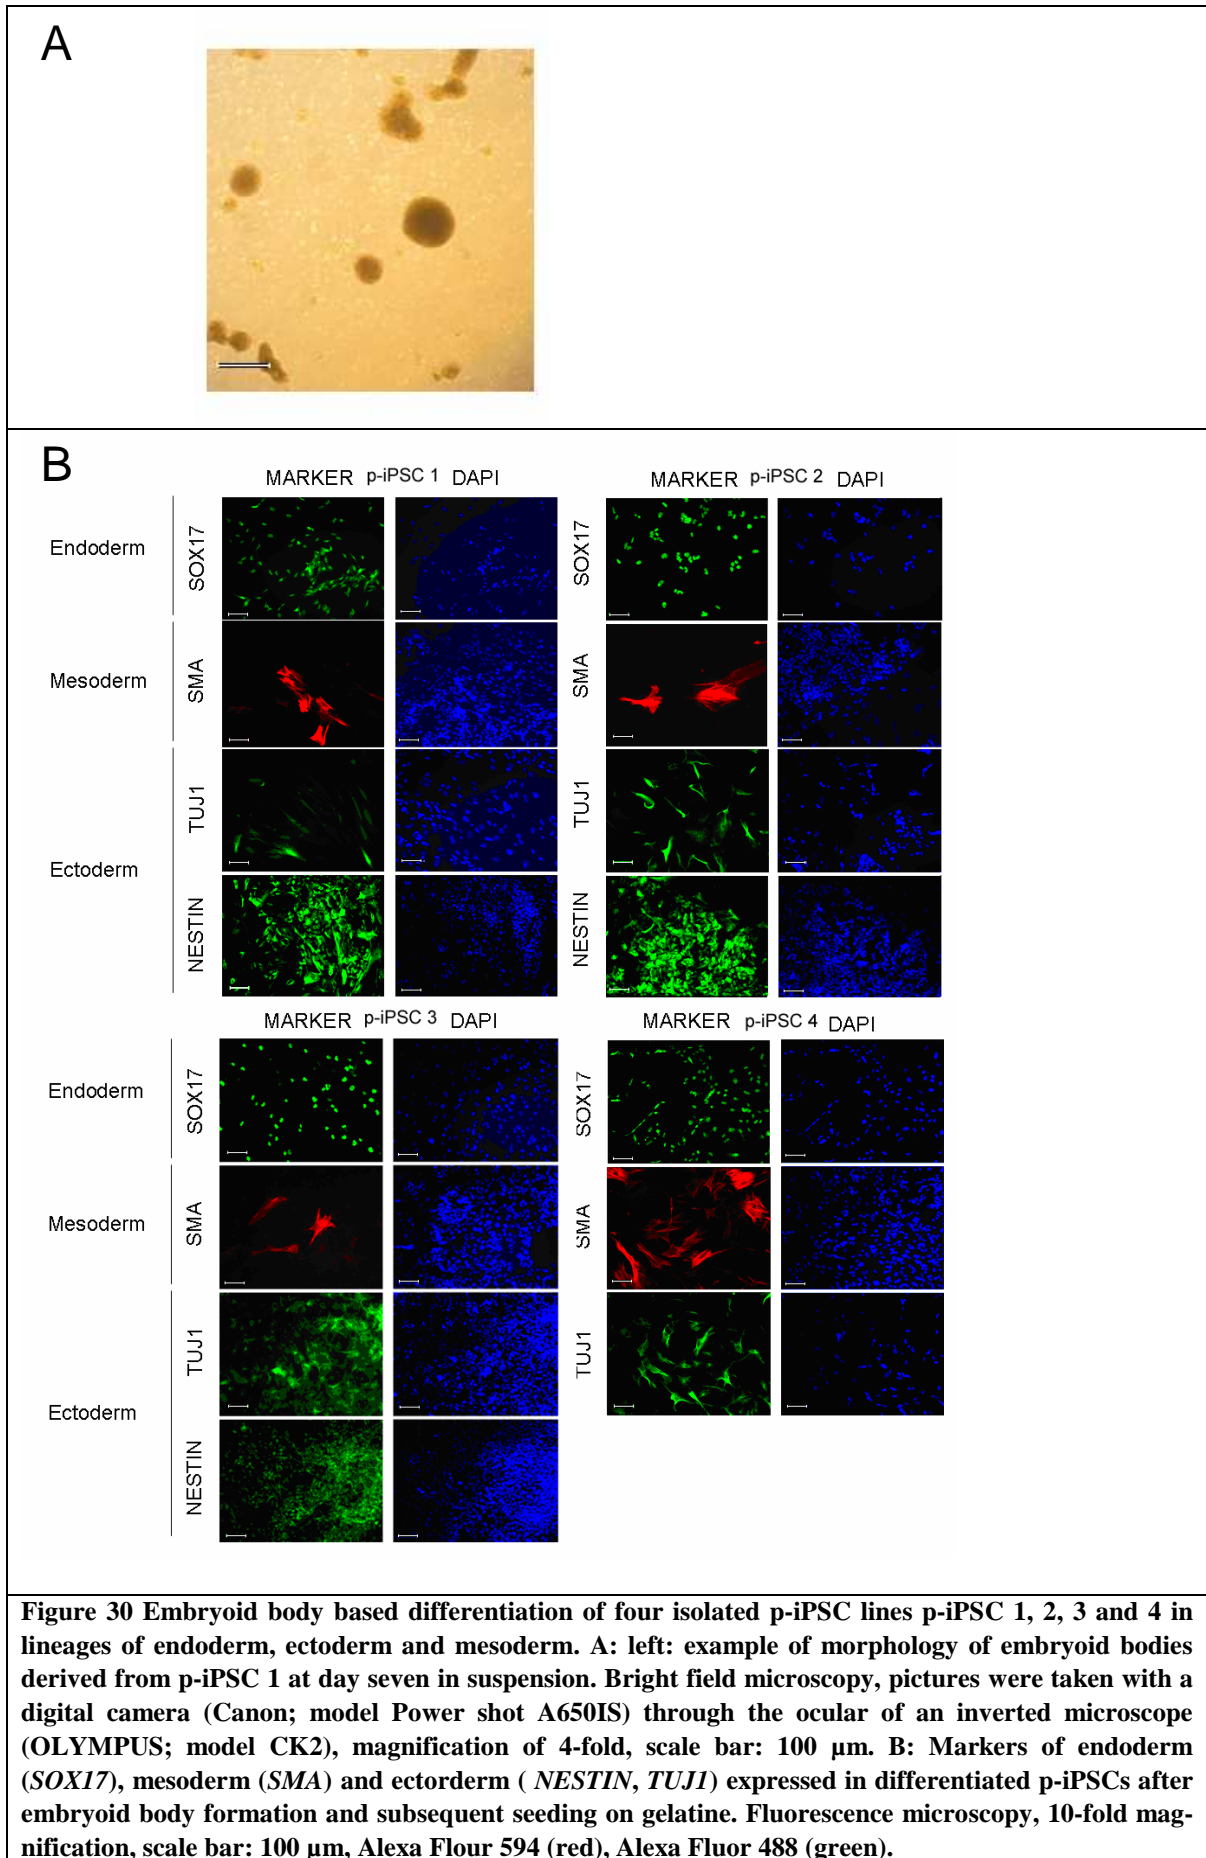 A
B
MARKER p-iPSC 1 DAPI
MARKER p-iPSC 2 DAPI
Endoderm
SOX17
SOX17
Mesoderm
SMA
SMA
Ectoderm
TUJ1
TUJ1
NESTIN
NESTIN
MARKER p-iPSC 3 DAPI
MARKER p-iPSC 4 DAPI
Endoderm
SOX17
SOX17
Mesoderm
SMA
SMA
Ectoderm
TUJ1
TUJ1
NESTIN
Figure 30 Embryoid body based differentiation of four isolated p-iPSC lines p-iPSC 1, 2, 3 and 4 in
lineages of endoderm, ectoderm and mesoderm. A: left: example of morphology of embryoid bodies
derived from p-iPSC 1 at day seven in suspension. Bright field microscopy, pictures were taken with a
digital camera (Canon; model Power shot A650IS) through the ocular of an inverted microscope
(OLYMPUS; model CK2), magnification of 4-fold, scale bar: 100 µm. B: Markers of endoderm
(SOX17), mesoderm (SMA) and ectorderm ( NESTIN, TUJ1) expressed in differentiated p-iPSCs after
embryoid body formation and subsequent seeding on gelatine. Fluorescence microscopy, 10-fold mag-
nification, scale bar: 100 µm, Alexa Flour 594 (red), Alexa Fluor 488 (green).